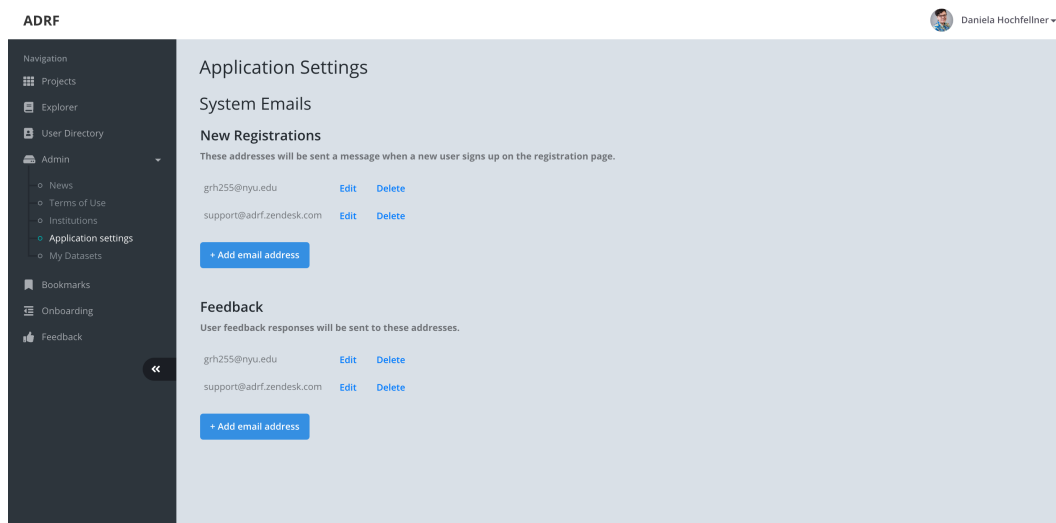 ADRF
Daniela Hochfellner
Navigation
Projects
Explorer
User Directory
Admin
News
Terms of Use
Institutions
Application settings
My Datasets
Bookmarks
Onboarding
Feedback
Application Settings
System Emails
New Registrations
These addresses will be sent a message when a new user signs up on the registration page.
grh255@nyu.edu Edit Delete
support@adrf.zendesk.com Edit Delete
+ Add email address
Feedback
User feedback responses will be sent to these addresses.
grh255@nyu.edu Edit Delete
support@adrf.zendesk.com Edit Delete
+ Add email address